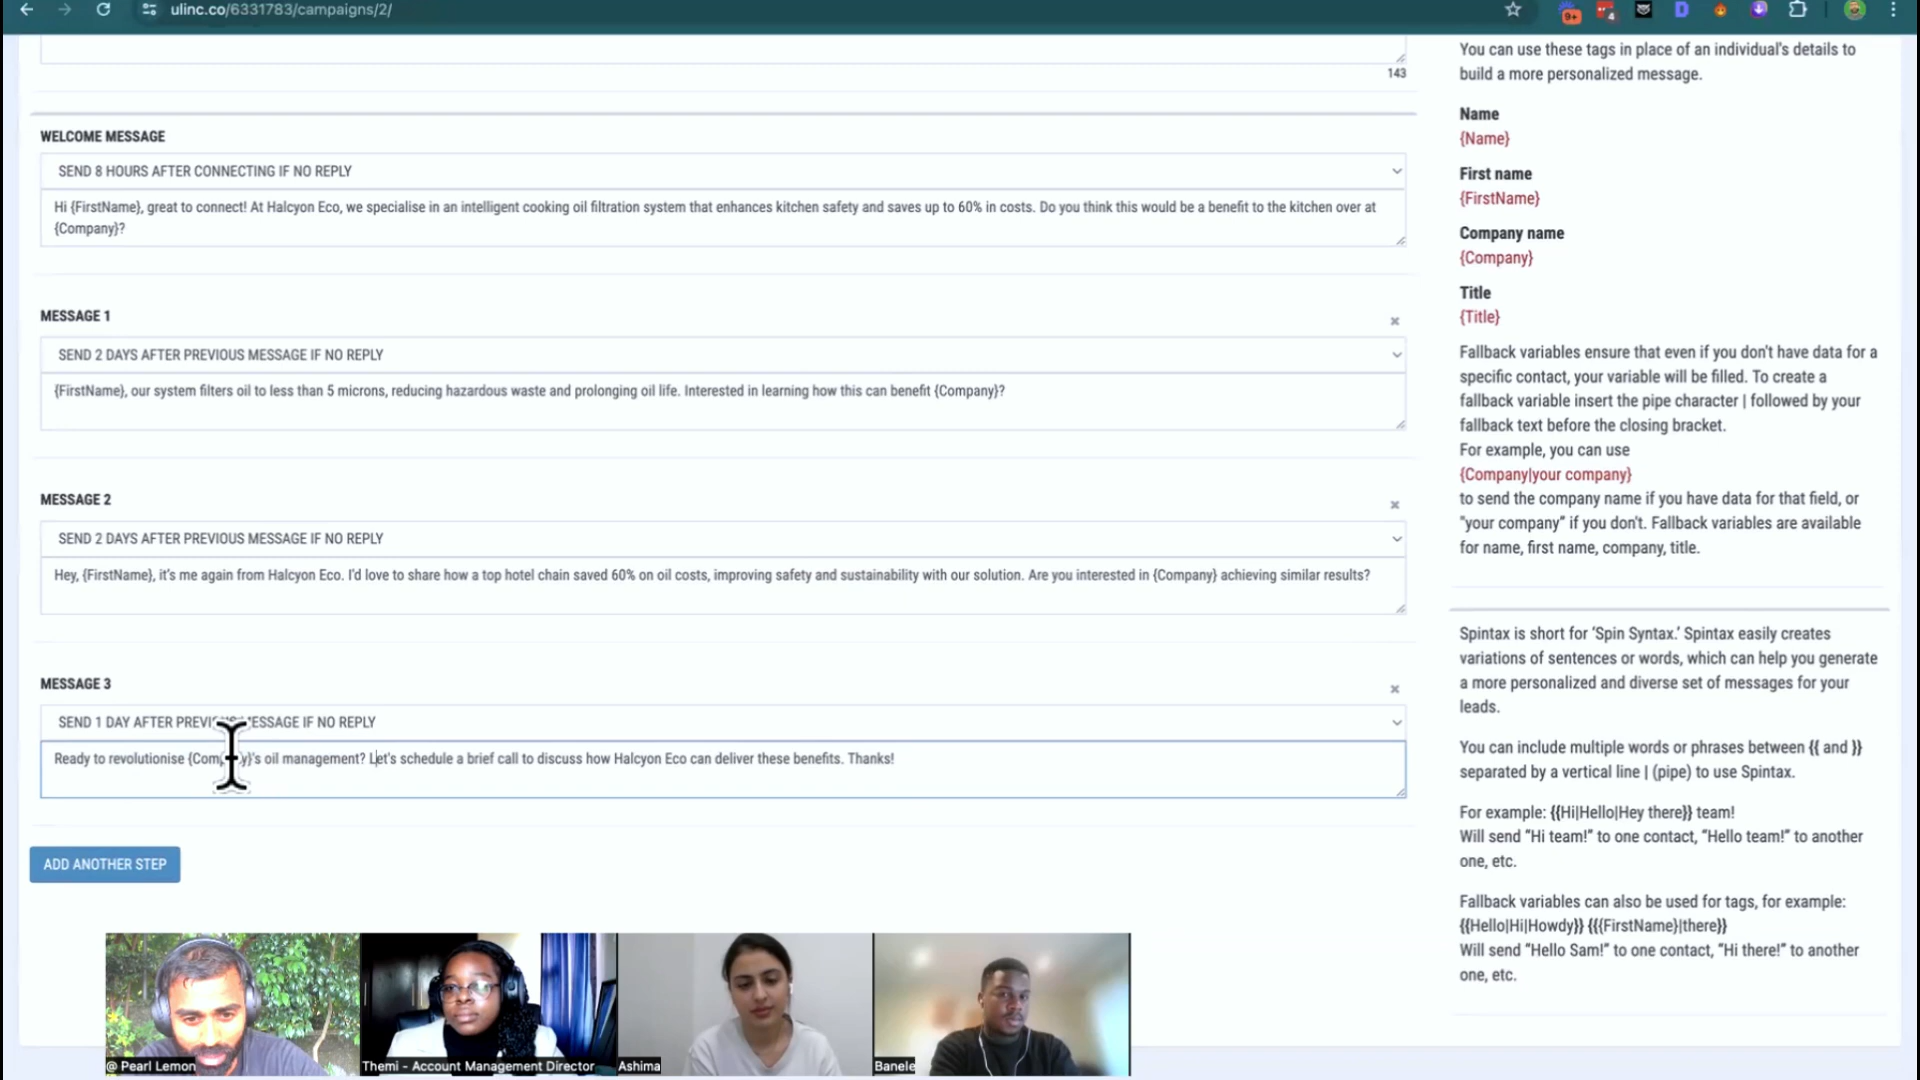 ulinc.co/6331783/campaigns/2/
9+
4
143
WELCOME MESSAGE
SEND 8 HOURS AFTER CONNECTING IF NO REPLY
Hi {FirstName}, great to connect! At Halcyon Eco, we specialise in an intelligent cooking oil filtration system that enhances kitchen safety and saves up to 60% in costs. Do you think this would be a benefit to the kitchen over at
{Company}?
MESSAGE 1
SEND 2 DAYS AFTER PREVIOUS MESSAGE IF NO REPLY
{FirstName}, our system filters oil to less than 5 microns, reducing hazardous waste and prolonging oil life. Interested in learning how this can benefit {Company}?
MESSAGE 2
SEND 2 DAYS AFTER PREVIOUS MESSAGE IF NO REPLY
Hey, {FirstName}, it's me again from Halcyon Eco. I'd love to share how a top hotel chain saved 60% on oil costs, improving safety and sustainability with our solution. Are you interested in {Company} achieving similar results?
MESSAGE 3
SEND 1 DAY AFTER PREVIOUS MESSAGE IF NO REPLY
Ready to revolutionise {Company}'s oil management? Let's schedule a brief call to discuss how Halcyon Eco can deliver these benefits. Thanks!
ADD ANOTHER STEP
You can use these tags in place of an individual's details to
build a more personalized message.
Name
{Name}
First name
{FirstName}
Company name
{Company}
Title
{Title}
Fallback variables ensure that even if you don't have data for a
specific contact, your variable will be filled. To create a
fallback variable insert the pipe character | followed by your
fallback text before the closing bracket.
For example, you can use
{Company|your company}
to send the company name if you have data for that field, or
"your company" if you don't. Fallback variables are available
for name, first name, company, title.
Spintax is short for 'Spin Syntax.' Spintax easily creates
variations of sentences or words, which can help you generate
a more personalized and diverse set of messages for your
leads.
You can include multiple words or phrases between {{ and }}
separated by a vertical line | (pipe) to use Spintax.
For example: {{Hi|Hello|Hey there}} team!
Will send "Hi team!" to one contact, "Hello team!" to another
one, etc.
Fallback variables can also be used for tags, for example:
{{Hello|Hi|Howdy}} {{{FirstName}|there}}
Will send "Hello Sam!" to one contact, "Hi there!" to another
one, etc.
@ Pearl Lemon
Themi - Account Management Director
Ashima
Banele